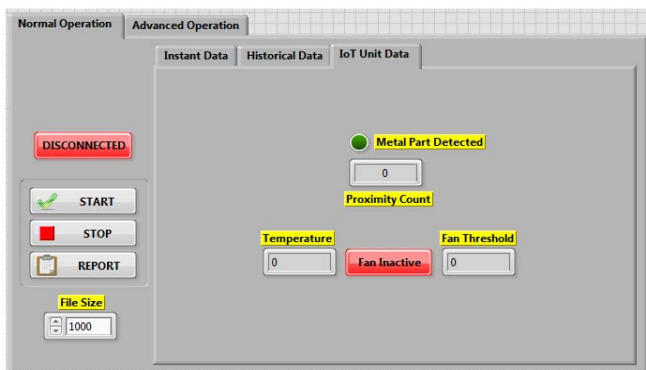 Normal Operation
Advanced Operation
Instant Data
Historical Data
IoT Unit Data
DISCONNECTED
START
STOP
REPORT
File Size
1000
Metal Part Detected
0
Proximity Count
Temperature
Fan Threshold
0
Fan Inactive
0